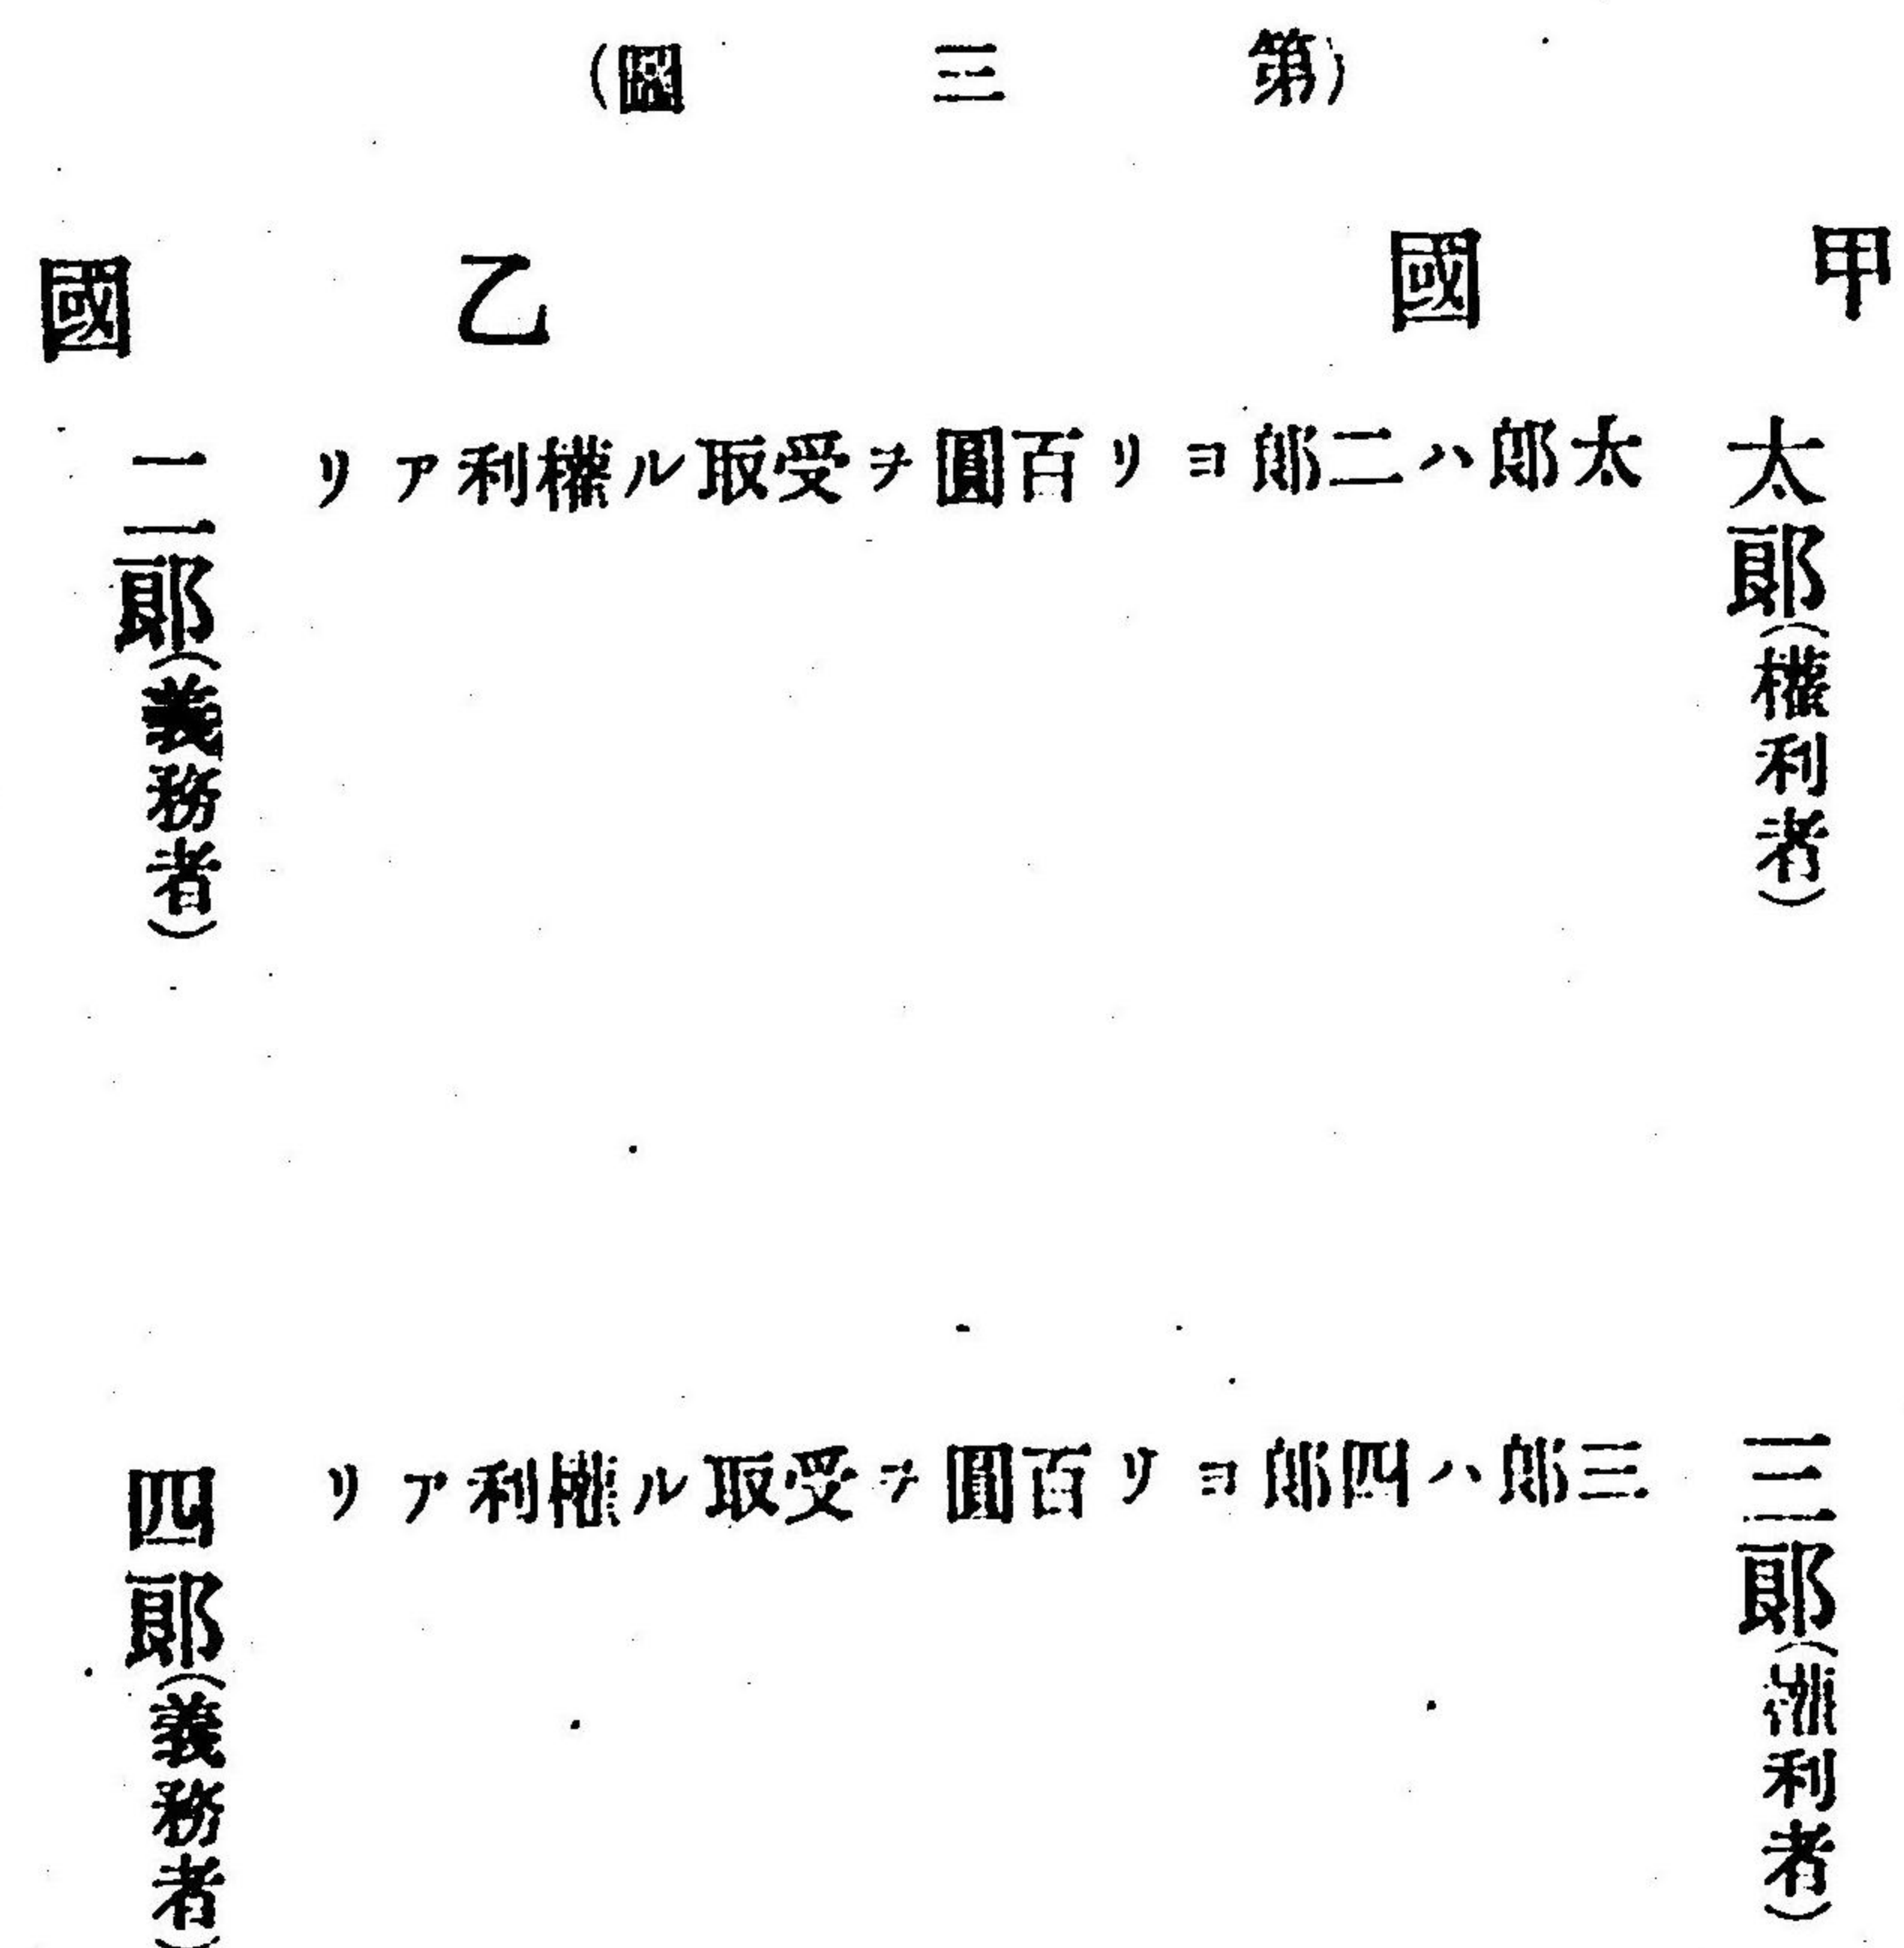 (第三圖)
甲國
乙國
太郎(權利者)
太郎ハ二郎ヨリ百圓ヲ受取ル權利アリ
二郎(義務者)
三郎(權利者)
三郎ハ四郎ヨリ百圓ヲ受取ル權利アリ
四郎(義務者)